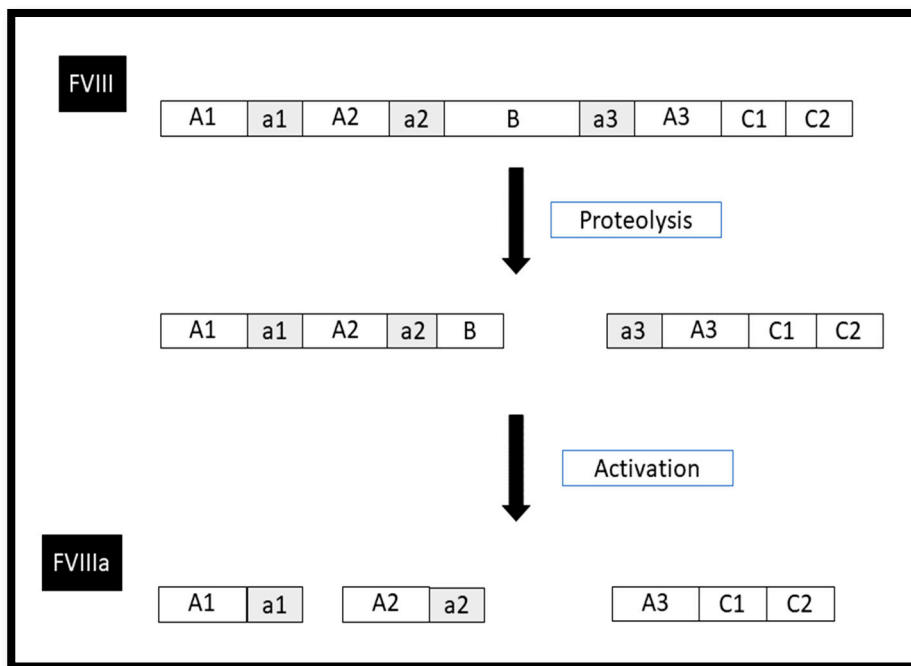 FVIII
A1 a1 A2 a2 B a3 A3 C1 C2
Proteolysis
A1 a1 A2 a2 B a3 A3 C1 C2
Activation
FVIIIa
A1 a1 A2 a2 A3 C1 C2